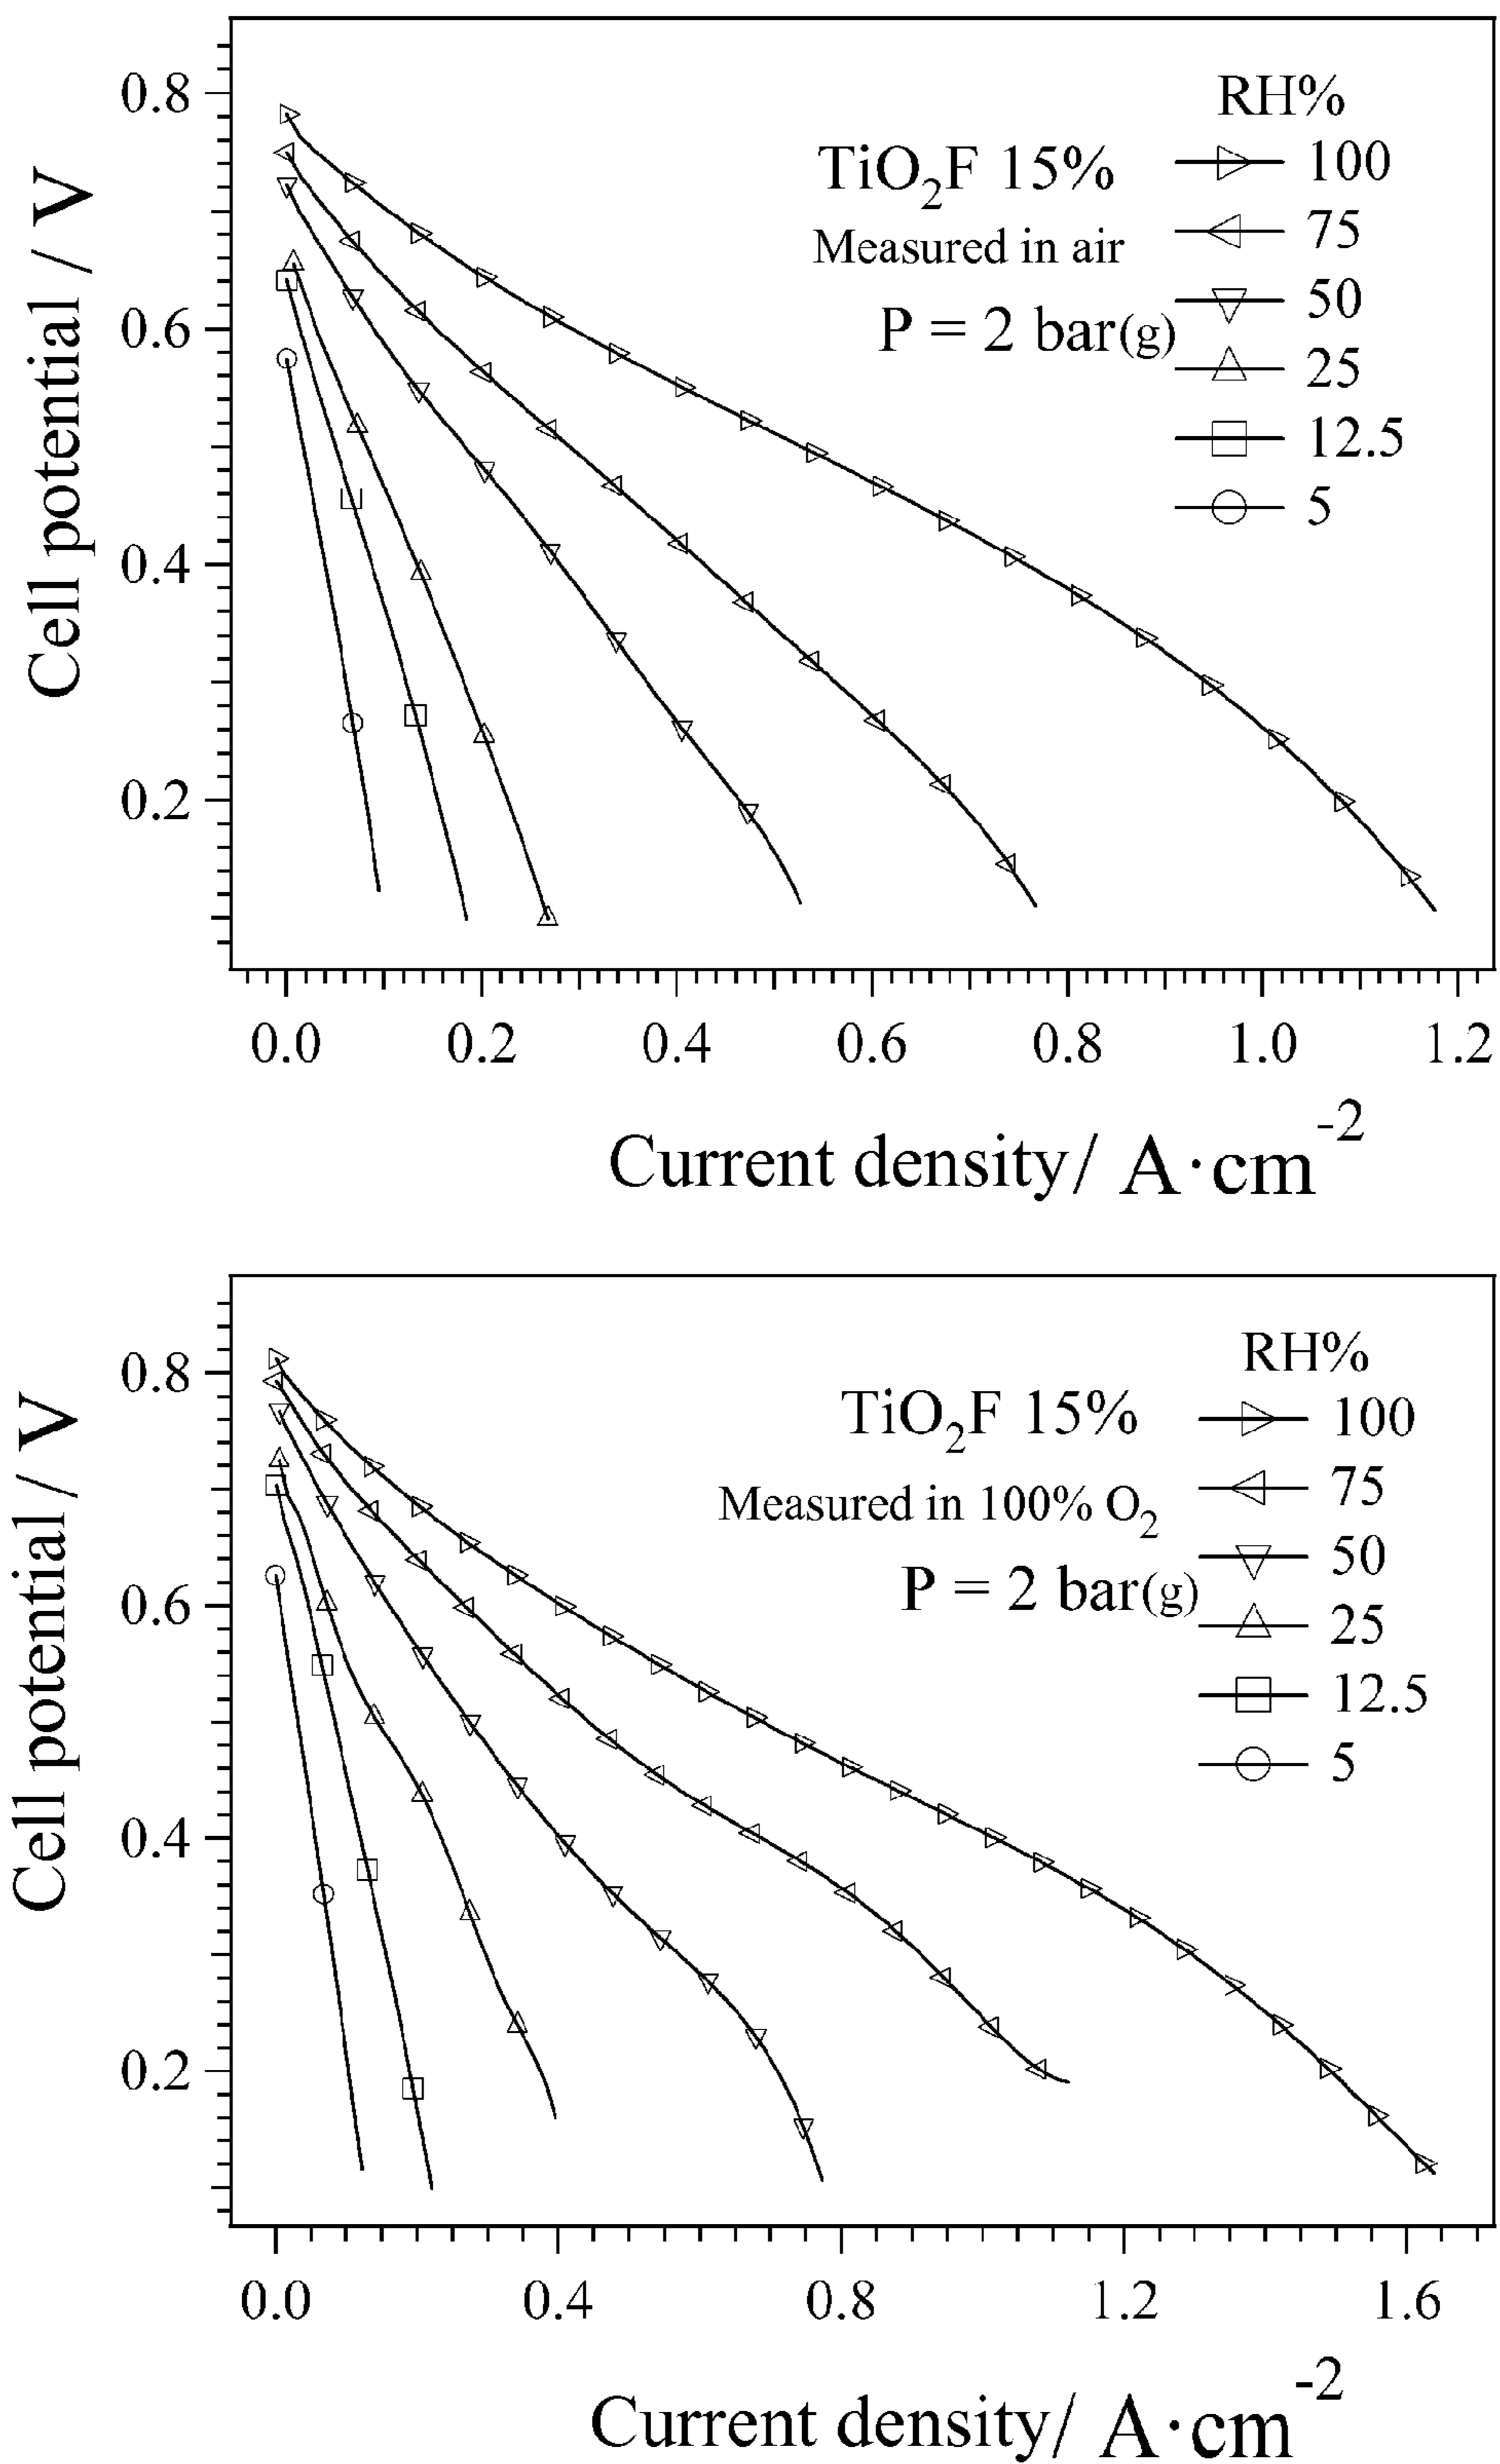 Cell potential / V
0.8
0.6
0.4
0.2
TiO2F 15%
Measured in air
P = 2 bar(g)
RH%
100
75
50
25
12.5
5
0.0 0.2 0.4 0.6 0.8 1.0 1.2
Current density/ A·cm-2
Cell potential / V
0.8
0.6
0.4
0.2
TiO2F 15%
Measured in 100% O2
P = 2 bar(g)
RH%
100
75
50
25
12.5
5
0.0 0.4 0.8 1.2 1.6
Current density/ A·cm-2